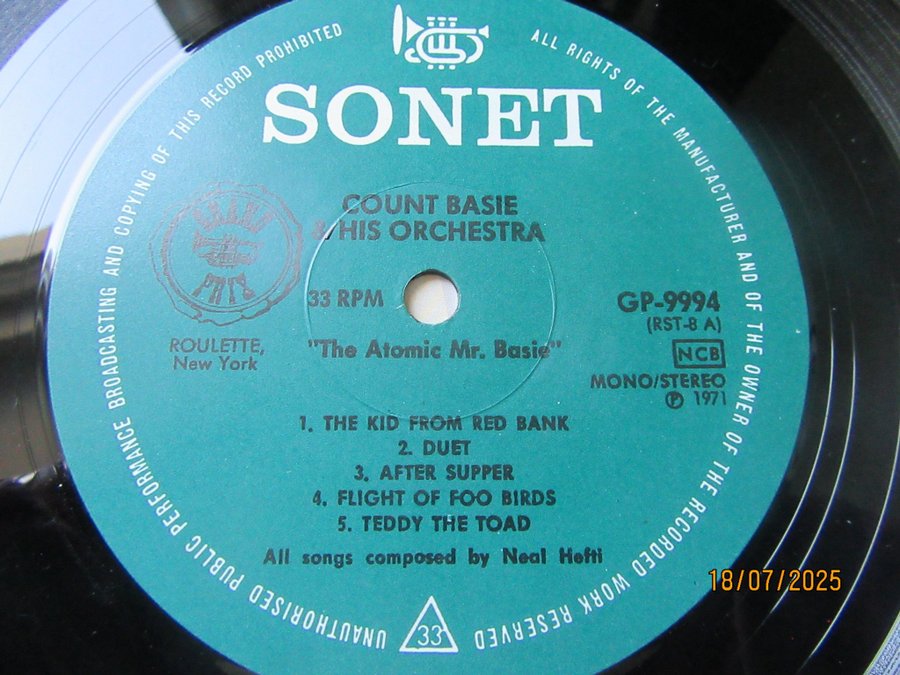 UNAUTHORISED PUBLIC PERFORMANCE BROADCASTING AND COPYING OF THIS RECORD PROHIBITED
ALL RIGHTS OF THE MANUFACTURER AND OF THE OWNER OF THE RECORDED WORK RESERVED
SONET
COUNT BASIE
& HIS ORCHESTRA
33 RPM
GP-9994
(RST-8 A)
ROULETTE,
New York
"The Atomic Mr. Basie"
NCB
MONO/STEREO
℗ 1971
1. THE KID FROM RED BANK
2. DUET
3. AFTER SUPPER
4. FLIGHT OF FOO BIRDS
5. TEDDY THE TOAD
All songs composed by Neal Hefti
33
18/07/2025